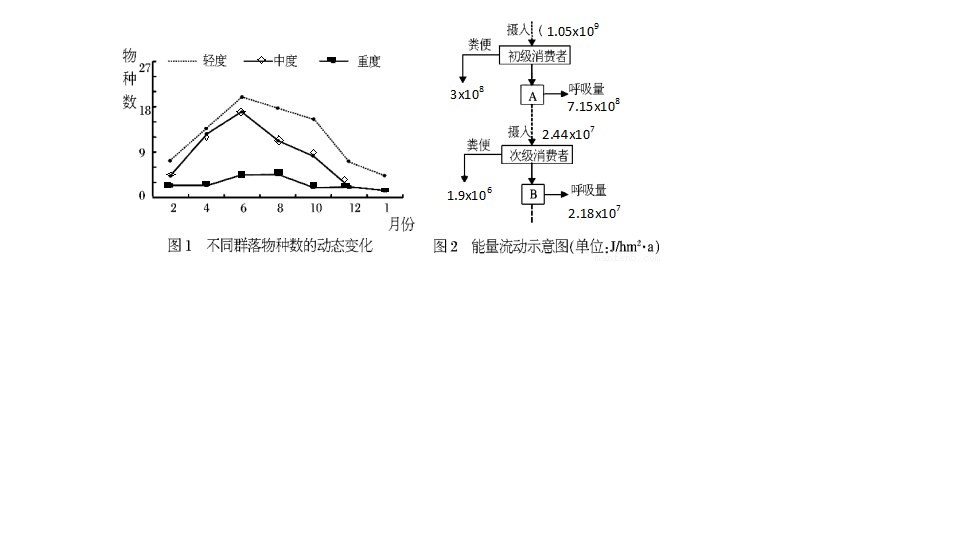 物种数
27
18
9
0
轻度 中度 重度
2 4 6 8 10 12 1
月份
图1 不同群落物种数的动态变化
摄入 ( 1.05x10⁹
粪便
初级消费者
3x10⁸
A
呼吸量
7.15x10⁸
摄入 2.44x10⁷
粪便
次级消费者
1.9x10⁶
B
呼吸量
2.18x10⁷
图2 能量流动示意图(单位:J/hm²·a)